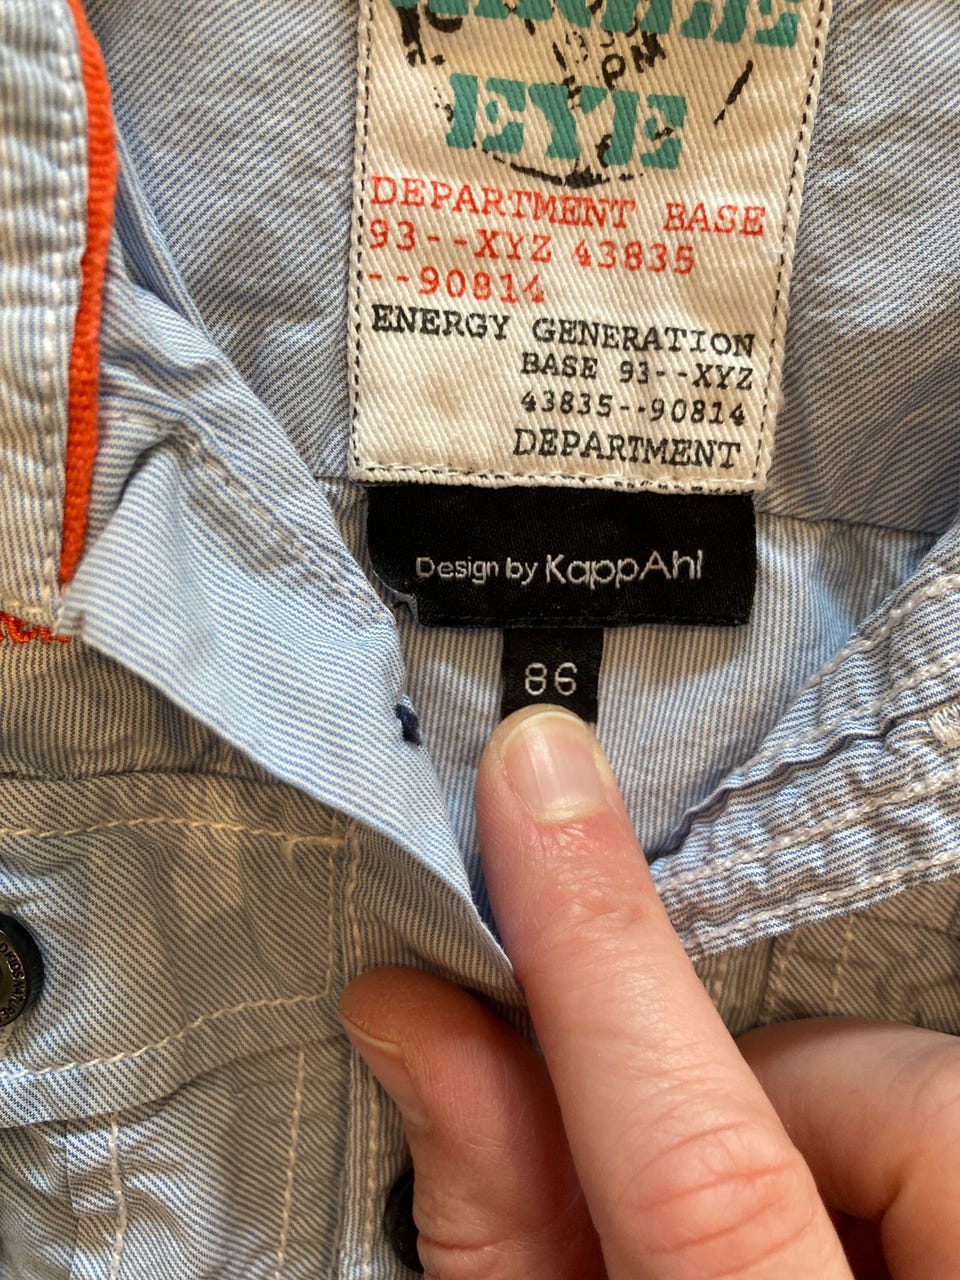 PM
EYE
DEPARTMENT BASE
93--XYZ 43835
--90814
ENERGY GENERATION
BASE 93--XYZ
43835--90814
DEPARTMENT
Design by KappAhl
86